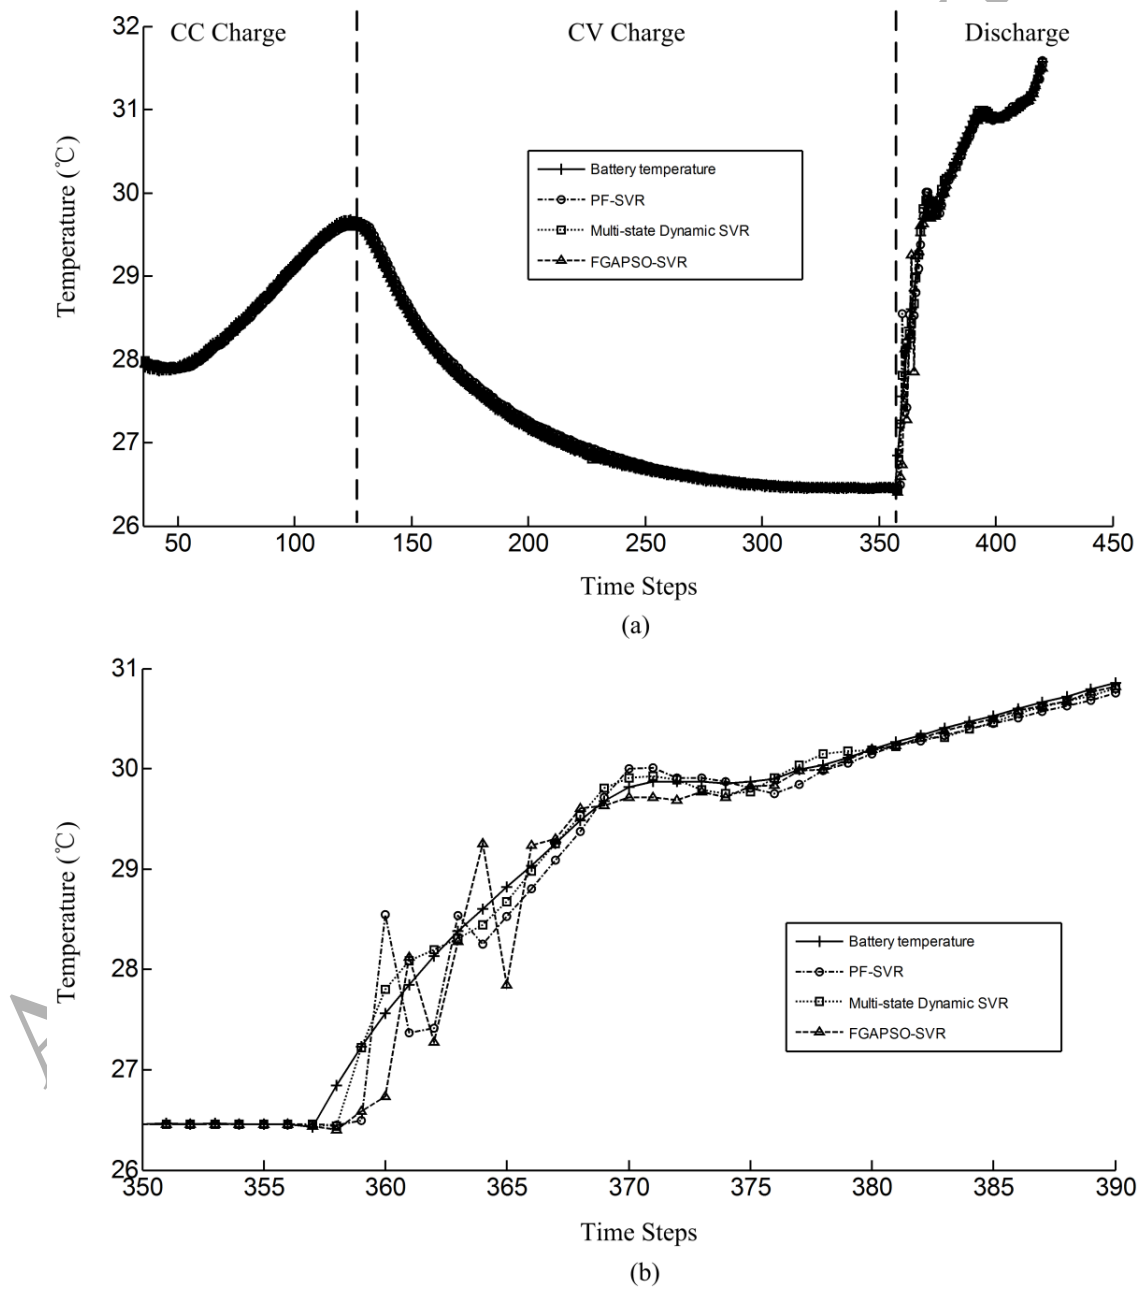 32
CC Charge
CV Charge
Discharge
31
30
29
28
27
26
Temperature (℃)
Battery temperature
PF-SVR
Multi-state Dynamic SVR
FGAPSO-SVR
50 100 150 200 250 300 350 400 450
Time Steps
(a)
31
30
29
28
27
26
Temperature (℃)
Battery temperature
PF-SVR
Multi-state Dynamic SVR
FGAPSO-SVR
350 355 360 365 370 375 380 385 390
Time Steps
(b)